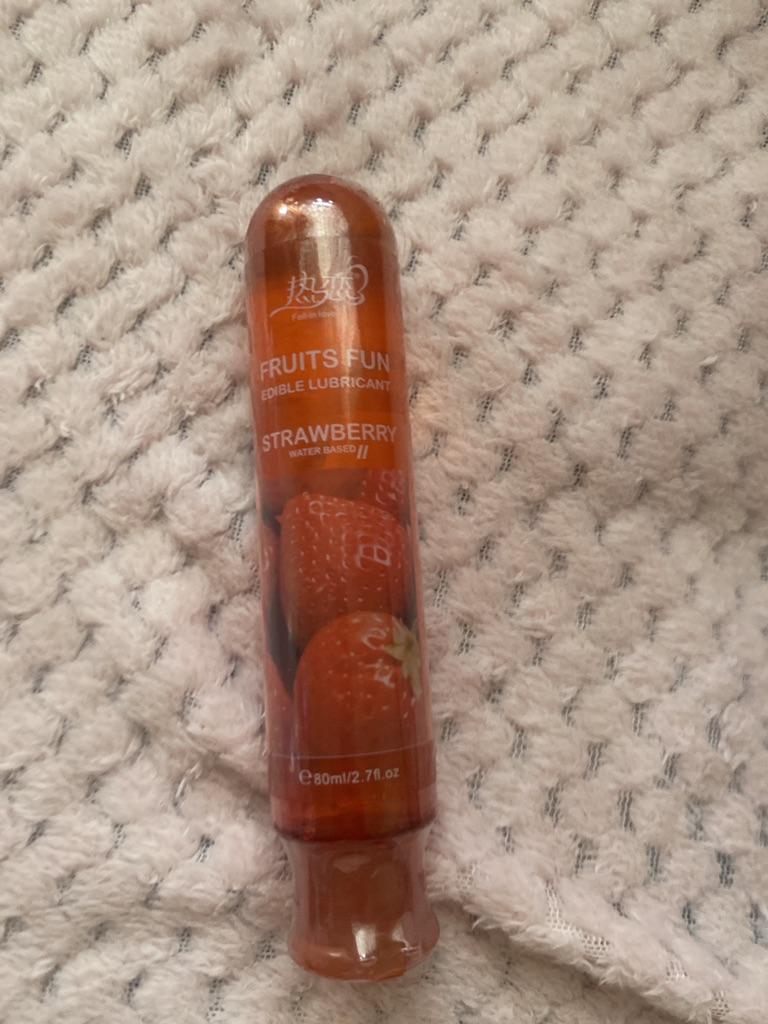 热恋
Fall in love
FRUITS FUN
EDIBLE LUBRICANT
STRAWBERRY
WATER BASED //
℮80ml/2.7fl.oz